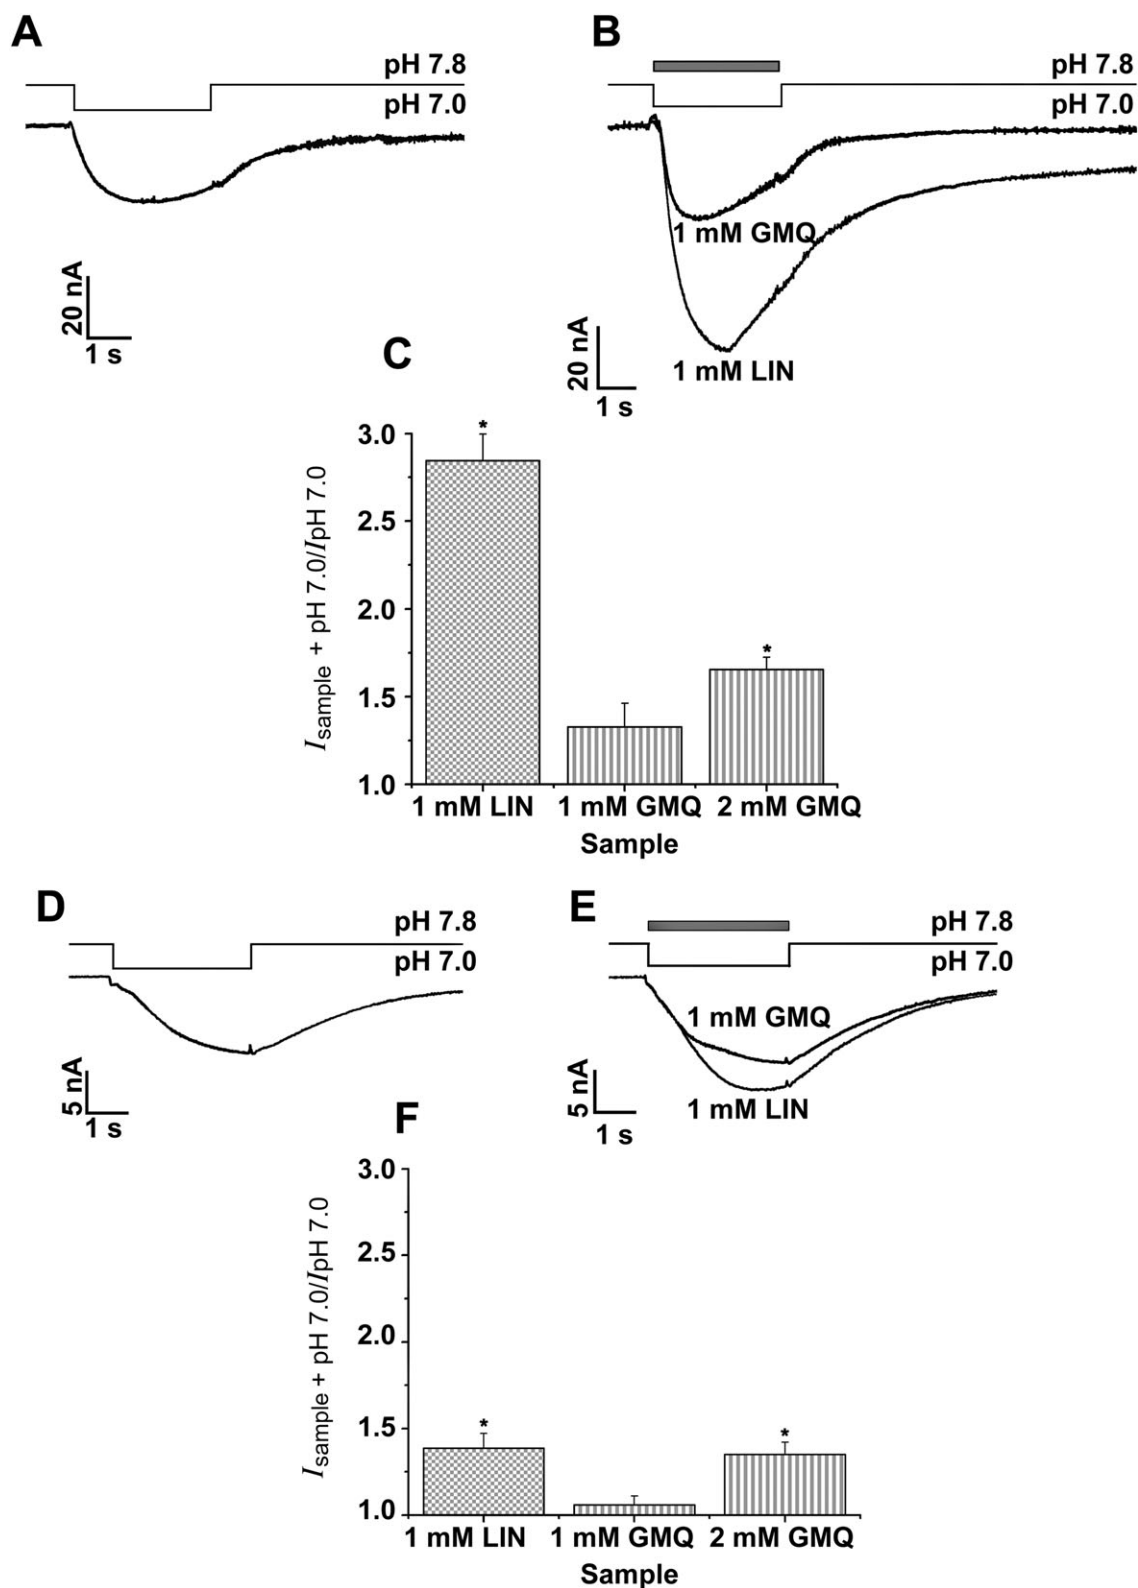 A
pH 7.8
pH 7.0
20 nA
1 s
B
pH 7.8
pH 7.0
1 mM GMQ
1 mM LIN
20 nA
1 s
C
3.0
2.5
2.0
1.5
1.0
Isample + pH 7.0/IpH 7.0
*
*
1 mM LIN 1 mM GMQ 2 mM GMQ
Sample
D
pH 7.8
pH 7.0
5 nA
1 s
E
pH 7.8
pH 7.0
1 mM GMQ
1 mM LIN
5 nA
1 s
F
3.0
2.5
2.0
1.5
1.0
Isample + pH 7.0/IpH 7.0
*
*
1 mM LIN 1 mM GMQ 2 mM GMQ
Sample